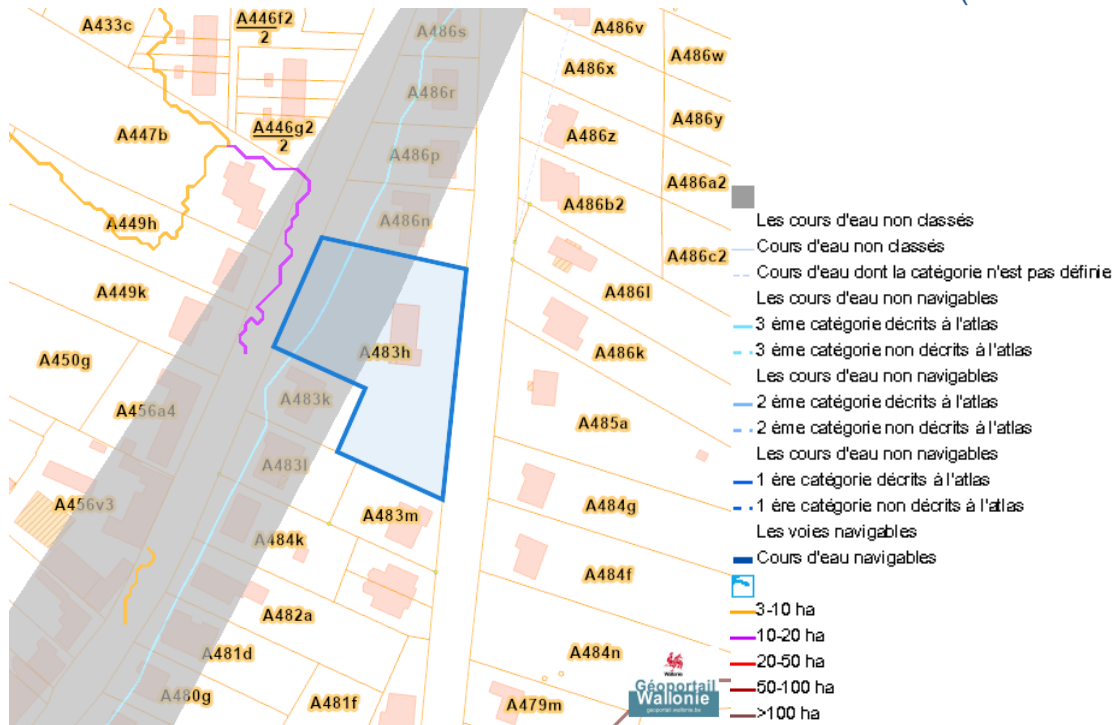 A433c
A446f2
2
A486s
A486v
A486w
A486x
A486r
A447b
A446g2
2
A486y
A486z
A486p
A486a2
A449h
A486n
A486b2
A486c2
A449k
A486l
A450g
A483h
A486k
A456a4
A483k
A485a
A483l
A456v3
A483m
A484g
A484k
A484f
A482a
A481d
A484n
A480g
A481f
A479m
Wallonie
Géoportail
Wallonie
geoportail.wallonie.be
Les cours d'eau non classés
Cours d'eau non classés
Cours d'eau dont la catégorie n'est pas définie
Les cours d'eau non navigables
3 ème catégorie décrits à l'atlas
3 ème catégorie non décrits à l'atlas
Les cours d'eau non navigables
2 ème catégorie décrits à l'atlas
2 ème catégorie non décrits à l'atlas
Les cours d'eau non navigables
1 ère catégorie décrits à l'atlas
1 ère catégorie non décrits à l'atlas
Les voies navigables
Cours d'eau navigables
3-10 ha
10-20 ha
20-50 ha
50-100 ha
>100 ha